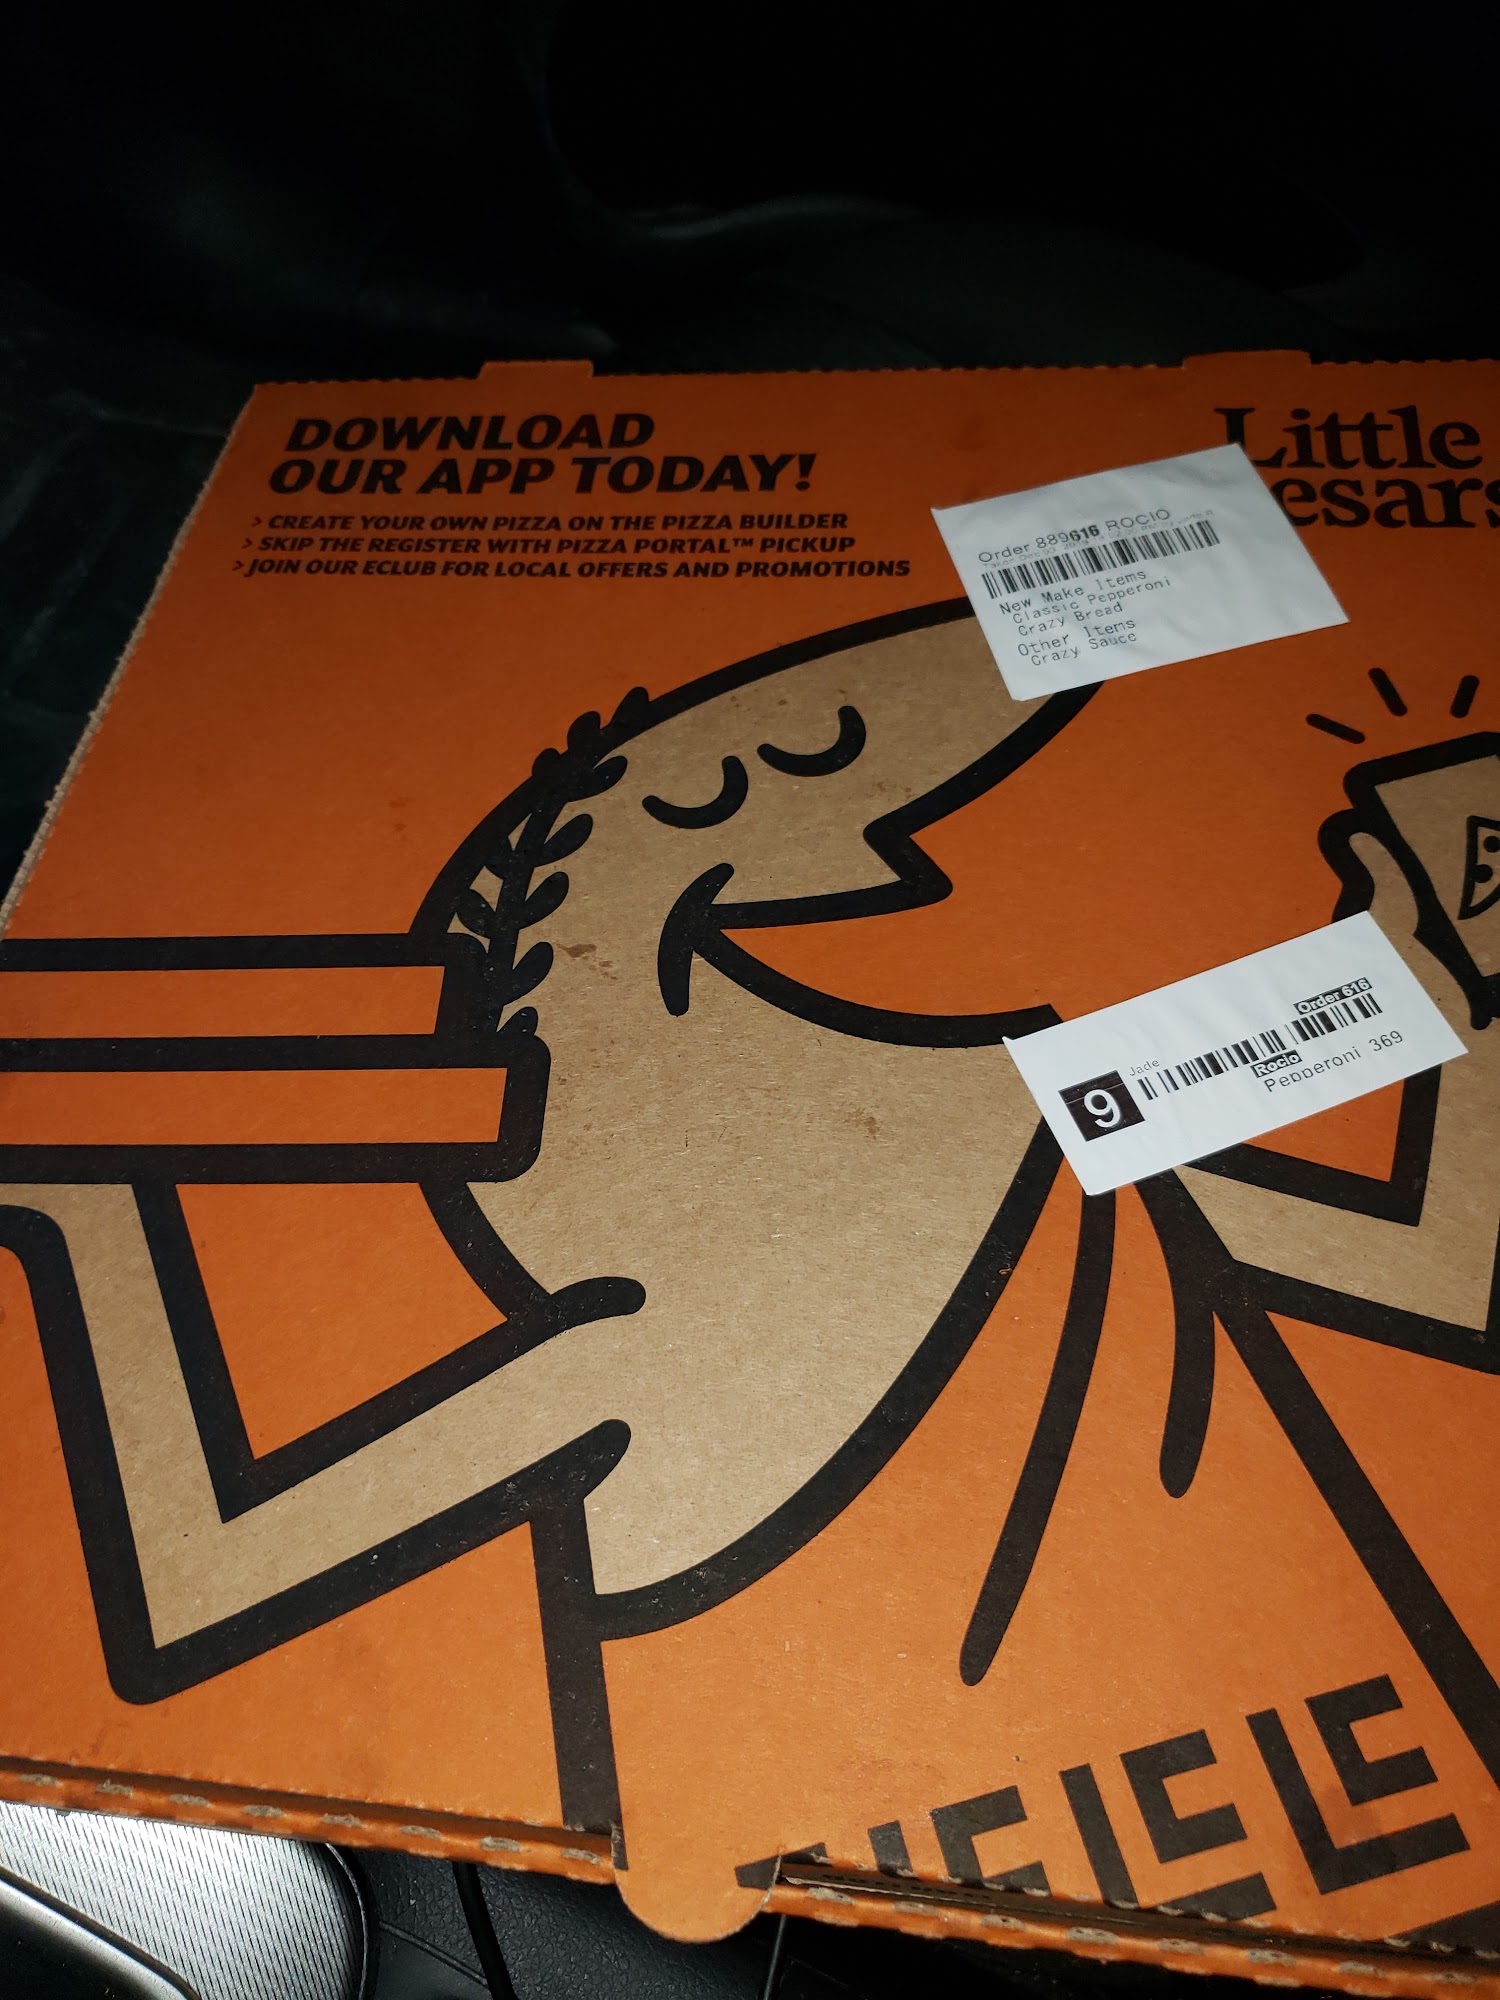 DOWNLOAD
OUR APP TODAY!
> CREATE YOUR OWN PIZZA ON THE PIZZA BUILDER
> SKIP THE REGISTER WITH PIZZA PORTAL™ PICKUP
> JOIN OUR ECLUB FOR LOCAL OFFERS AND PROMOTIONS
Little
esars
Order 889616 ROCIO
New Make Items
Classic Pepperoni
Crazy Bread
Other Items
Crazy Sauce
Order 616
Jade
9
Rocio
Pepperoni 369